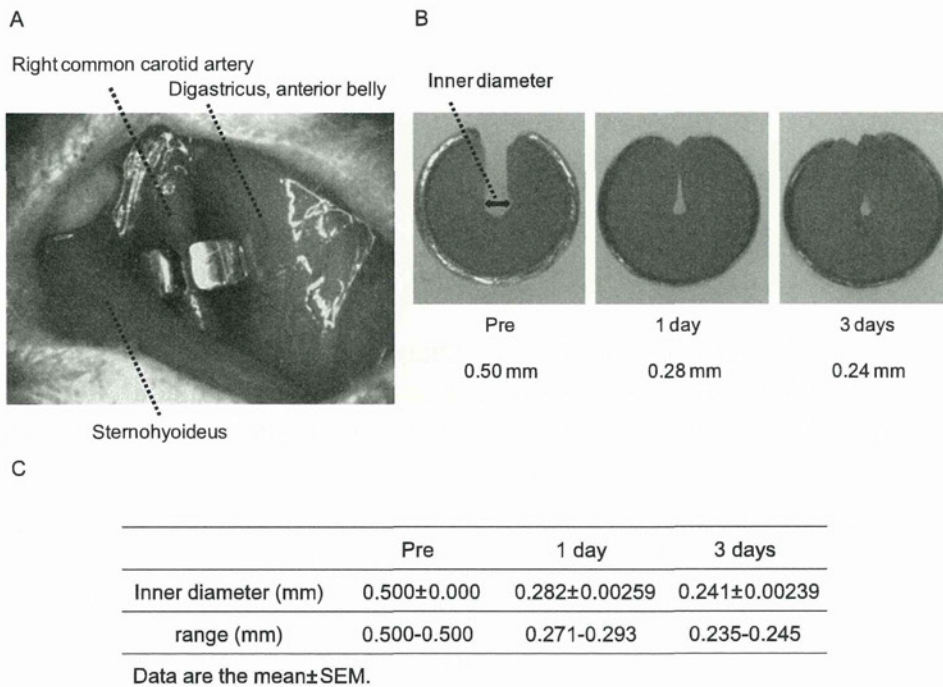 A
Right common carotid artery
Digastricus, anterior belly
Sternohyoideus
B
Inner diameter
Pre 1 day 3 days
0.50 mm 0.28 mm 0.24 mm
C
Pre 1 day 3 days
Inner diameter (mm) 0.500±0.000 0.282±0.00259 0.241±0.00239
range (mm) 0.500-0.500 0.271-0.293 0.235-0.245
Data are the mean±SEM.